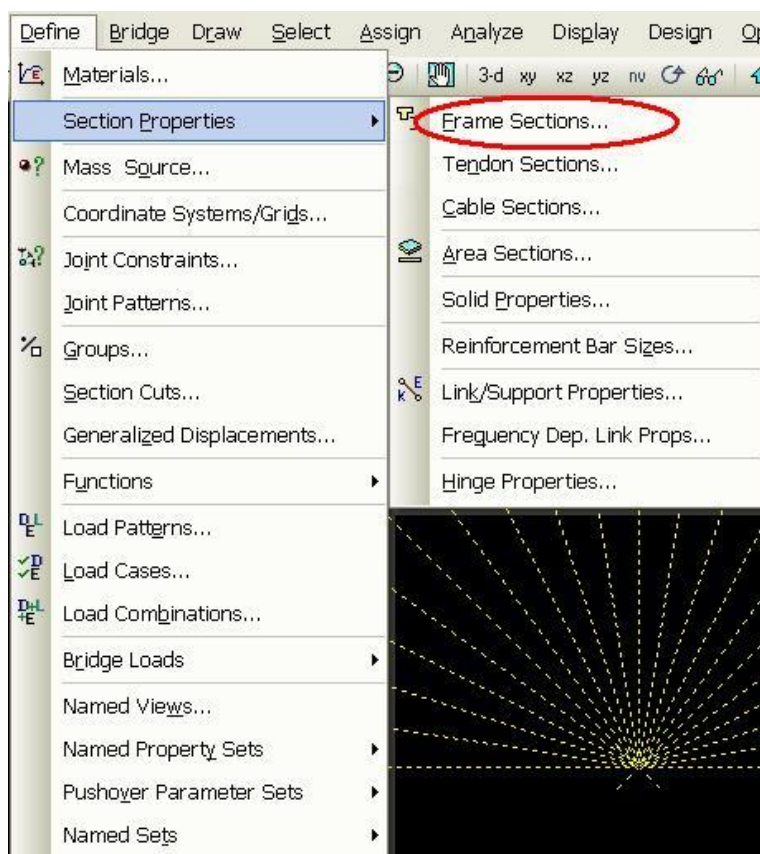 Define Bridge Draw Select Assign Analyze Display Design
3-d xy xz yz nv
Materials...
Section Properties
Mass Source...
Coordinate Systems/Grids...
Joint Constraints...
Joint Patterns...
Groups...
Section Cuts...
Generalized Displacements...
Functions
Load Patterns...
Load Cases...
Load Combinations...
Bridge Loads
Named Views...
Named Property Sets
Pushover Parameter Sets
Named Sets
Frame Sections...
Tendon Sections...
Cable Sections...
Area Sections...
Solid Properties...
Reinforcement Bar Sizes...
Link/Support Properties...
Frequency Dep. Link Props...
Hinge Properties...